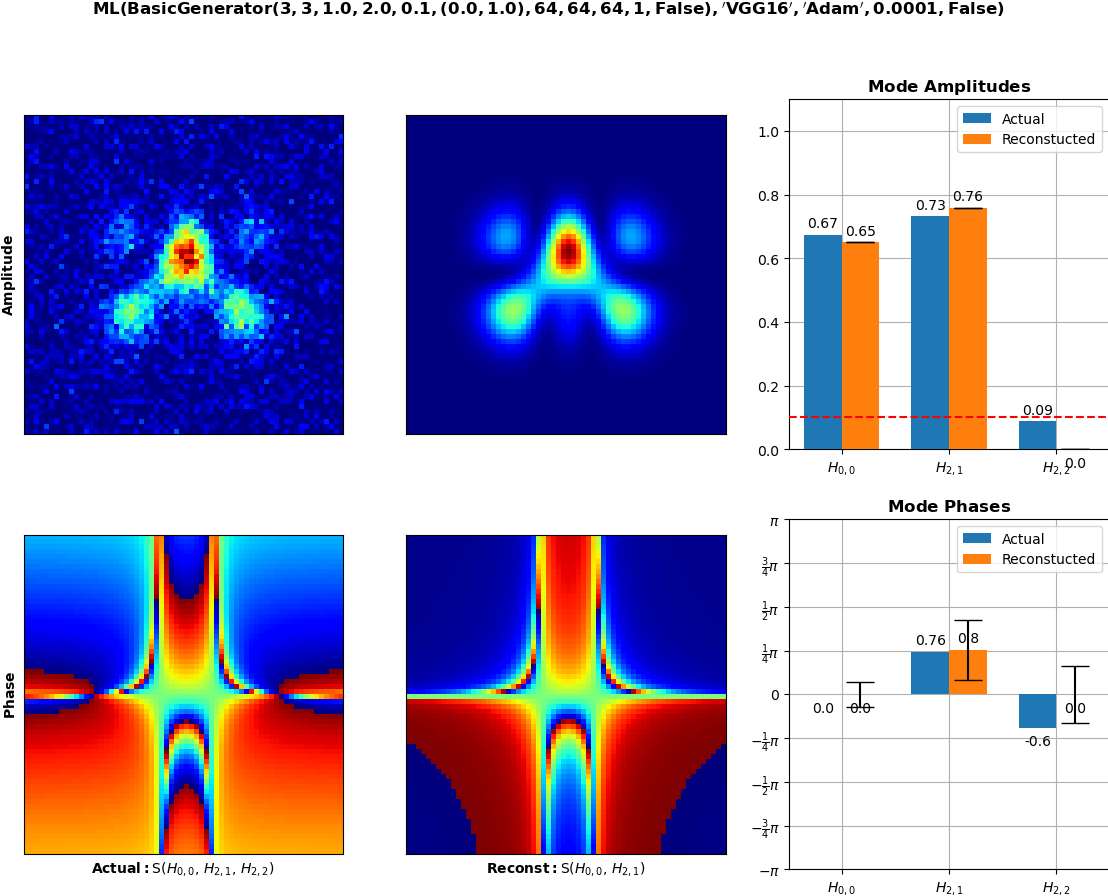 ML(BasicGenerator(3, 3, 1.0, 2.0, 0.1, (0.0, 1.0), 64, 64, 64, 1, False), ′VGG16′, ′Adam′, 0.0001, False)
Amplitude
Mode Amplitudes
Actual
Reconstucted
1.0
0.8
0.6
0.4
0.2
0.0
0.67
0.65
0.73
0.76
0.09
0.0
H0,0
H2,1
H2,2
Phase
Actual: S(H0,0, H2,1, H2,2)
Reconst: S(H0,0, H2,1)
Mode Phases
Actual
Reconstucted
π
3/4π
1/2π
1/4π
0
−1/4π
−1/2π
−3/4π
−π
0.0
0.0
0.76
0.8
-0.6
0.0
H0,0
H2,1
H2,2